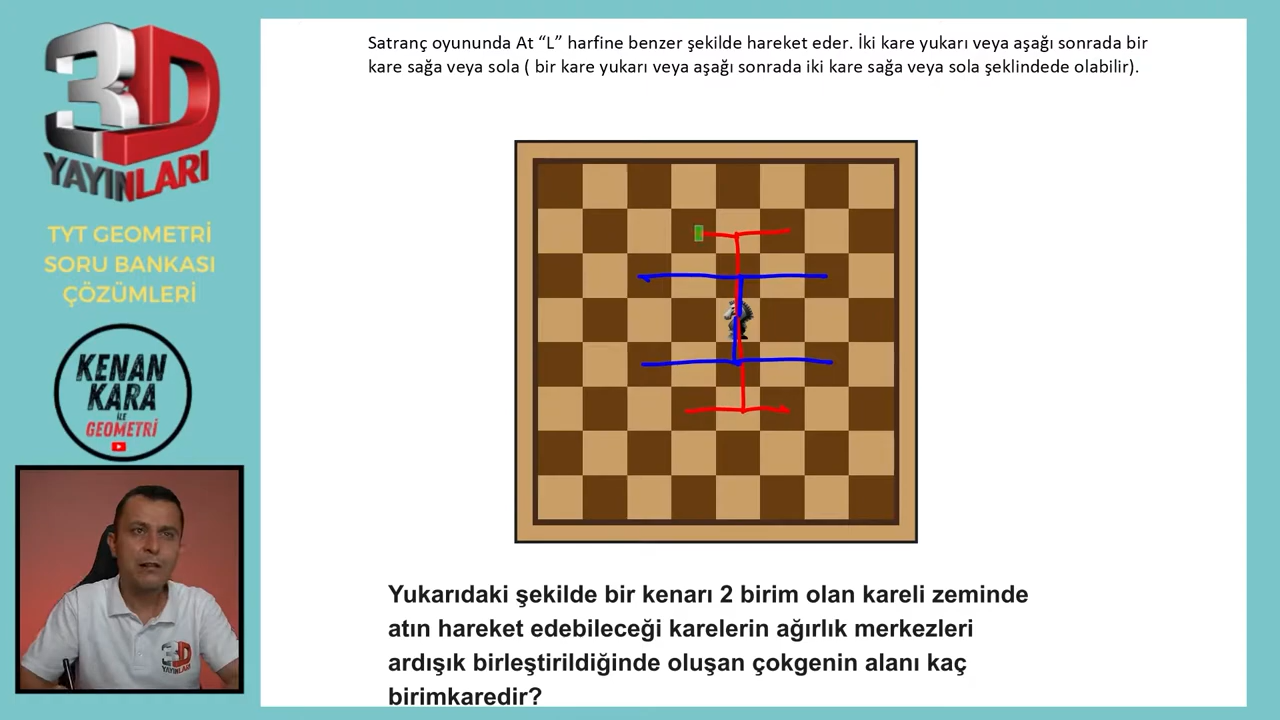 3D
YAYINLARI
TYT GEOMETRİ
SORU BANKASI
ÇÖZÜMLERİ
KENAN
KARA
İLE
GEOMETRİ
3D
YAYINLARI
Satranç oyununda At “L” harfine benzer şekilde hareket eder. İki kare yukarı veya aşağı sonrada bir
kare sağa veya sola ( bir kare yukarı veya aşağı sonrada iki kare sağa veya sola şeklindede olabilir).
Yukarıdaki şekilde bir kenarı 2 birim olan kareli zeminde
atın hareket edebileceği karelerin ağırlık merkezleri
ardışık birleştirildiğinde oluşan çokgenin alanı kaç
birimkaredir?